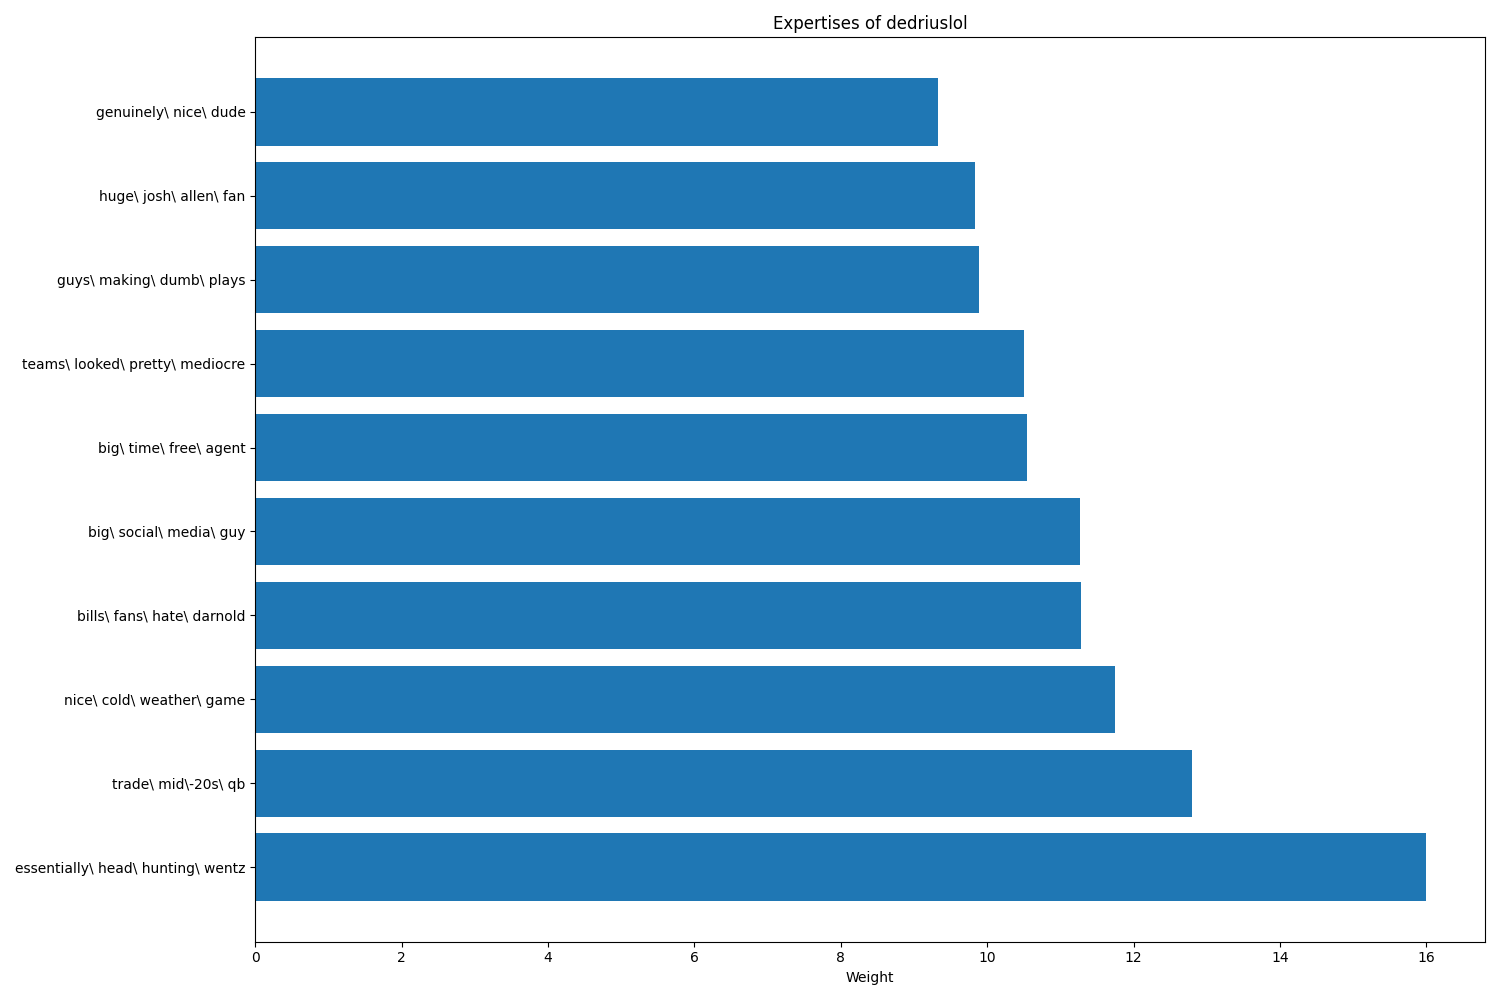 Expertises of dedriuslol
genuinely\ nice\ dude
huge\ josh\ allen\ fan
guys\ making\ dumb\ plays
teams\ looked\ pretty\ mediocre
big\ time\ free\ agent
big\ social\ media\ guy
bills\ fans\ hate\ darnold
nice\ cold\ weather\ game
trade\ mid\-20s\ qb
essentially\ head\ hunting\ wentz
0 2 4 6 8 10 12 14 16
Weight